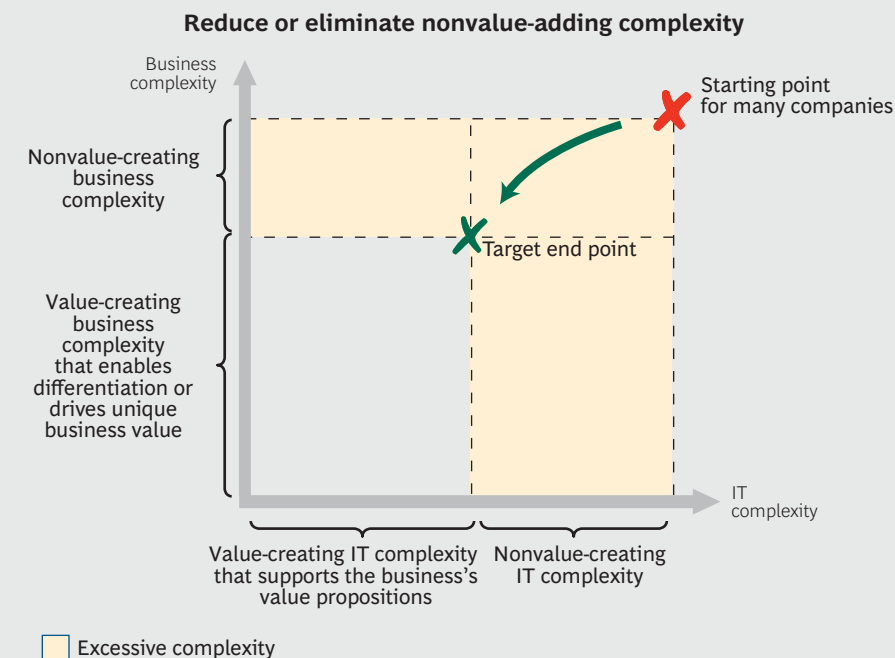 Reduce or eliminate nonvalue-adding complexity
Business
complexity
Starting point
for many companies
Nonvalue-creating
business
complexity
Target end point
Value-creating
business
complexity
that enables
differentiation or
drives unique
business value
IT
complexity
Value-creating IT complexity
that supports the business’s
value propositions
Nonvalue-creating
IT complexity
Excessive complexity